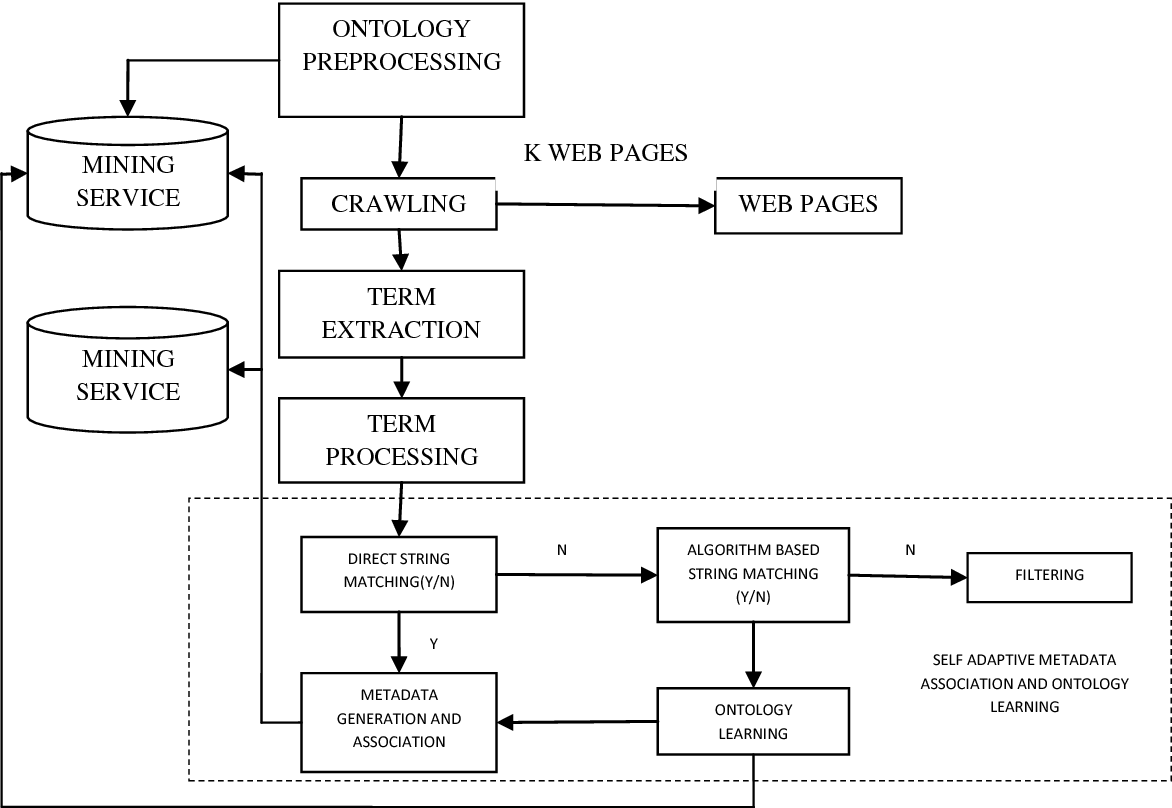 ONTOLOGY
PREPROCESSING
K WEB PAGES
MINING
SERVICE
CRAWLING
WEB PAGES
TERM
EXTRACTION
MINING
SERVICE
TERM
PROCESSING
DIRECT STRING
MATCHING(Y/N)
N
ALGORITHM BASED
STRING MATCHING
(Y/N)
N
FILTERING
Y
METADATA
GENERATION AND
ASSOCIATION
ONTOLOGY
LEARNING
SELF ADAPTIVE METADATA
ASSOCIATION AND ONTOLOGY
LEARNING